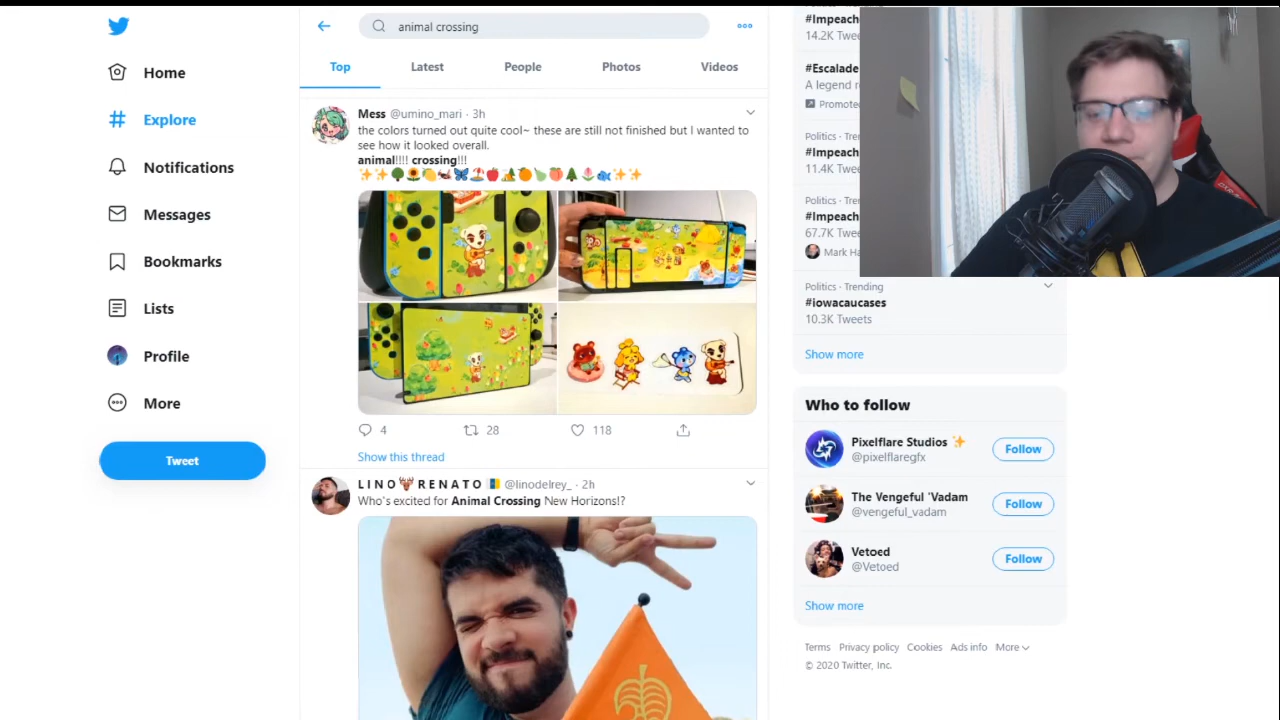 animal crossing
Top
Latest
People
Photos
Videos
Home
Explore
Notifications
Messages
Bookmarks
Lists
Profile
More
Tweet
Mess @umino_mari · 3h
the colors turned out quite cool~ these are still not finished but I wanted to
see how it looked overall.
animal!!!! crossing!!!
4
28
118
Show this thread
L I N O R E N A T O @linodelrey_ · 2h
Who's excited for Animal Crossing New Horizons!?
#Impeach
14.2K Twee
#Escalade
A legend r
Promote
Politics · Tren
#Impeach
11.4K Twee
Politics · Tren
#Impeach
67.7K Twee
Mark Ha
Politics · Trending
#iowacaucases
10.3K Tweets
Show more
Who to follow
Pixelflare Studios ✨
@pixelflaregfx
Follow
The Vengeful 'Vadam
@vengeful_vadam
Follow
Vetoed
@Vetoed
Follow
Show more
Terms Privacy policy Cookies Ads info More
© 2020 Twitter, Inc.